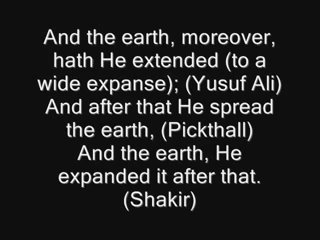 And the earth, moreover,
hath He extended (to a
wide expanse); (Yusuf Ali)
And after that He spread
the earth, (Pickthall)
And the earth, He
expanded it after that.
(Shakir)